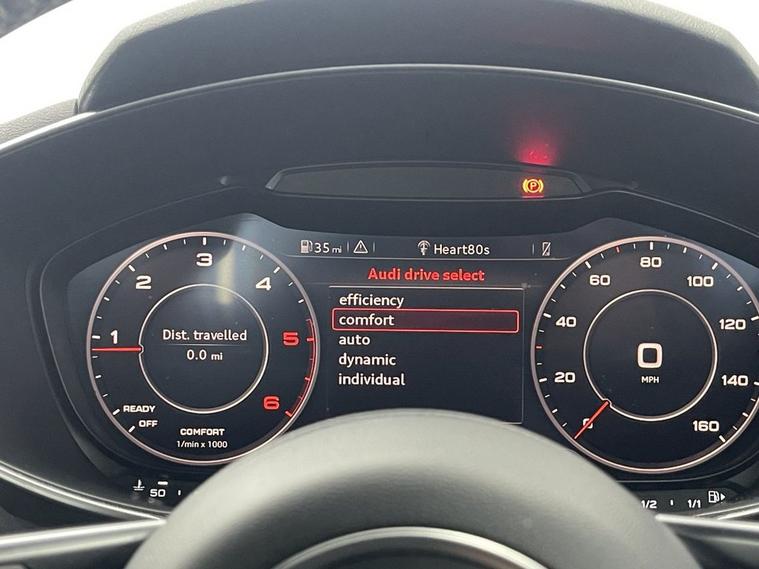 P
35 mi
Heart80s
Audi drive select
efficiency
comfort
auto
dynamic
individual
1
2
3
4
5
6
Dist. travelled
0.0 mi
READY
OFF
COMFORT
1/min x 1000
0
20
40
60
80
100
120
140
160
0
MPH
50
1/2
1/1